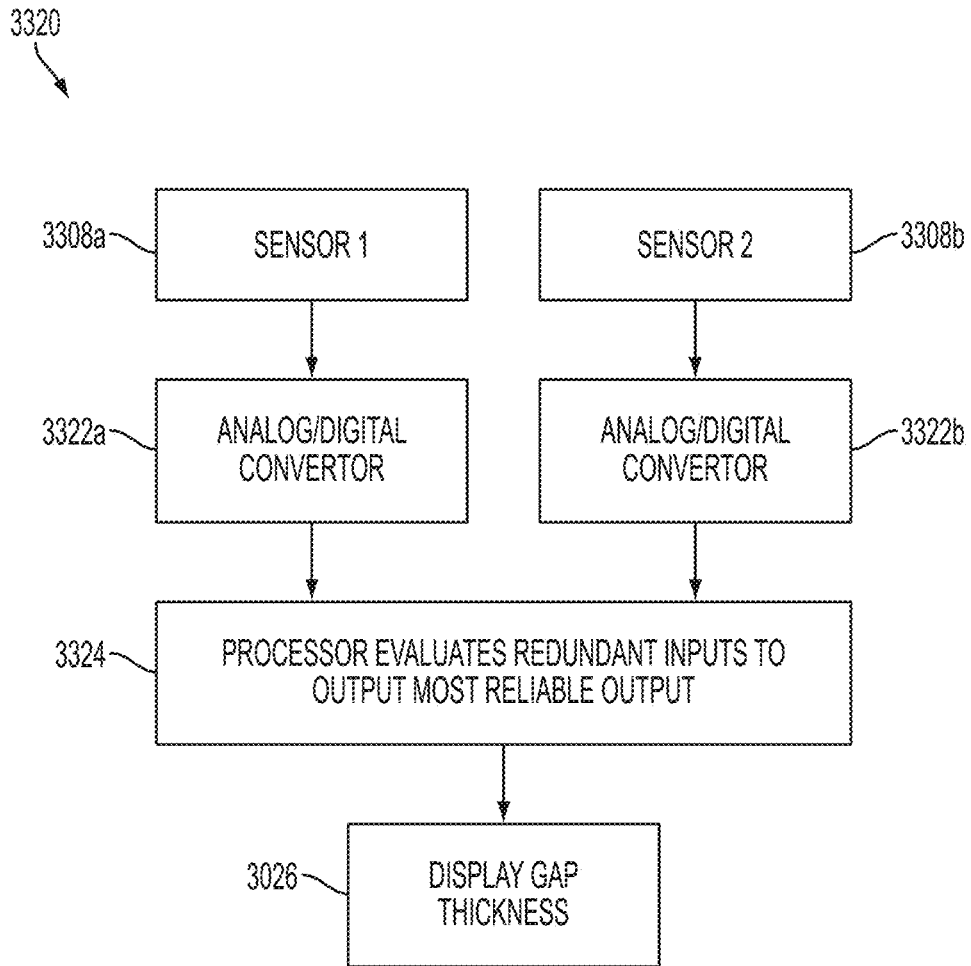 3320
3308a
SENSOR 1
SENSOR 2
3308b
3322a
ANALOG/DIGITAL
CONVERTOR
ANALOG/DIGITAL
CONVERTOR
3322b
3324
PROCESSOR EVALUATES REDUNDANT INPUTS TO
OUTPUT MOST RELIABLE OUTPUT
3026
DISPLAY GAP
THICKNESS